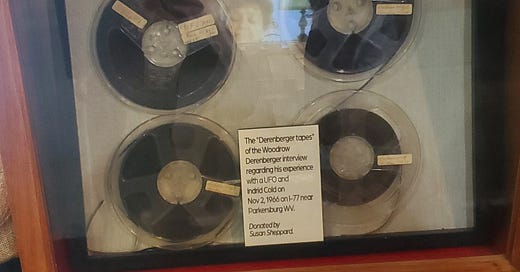 The "Derenberger tapes"
of the Woodrow
Derenberger interview
regarding his experience
with a UFO and
Indrid Cold on
Nov 2, 1966 on I-77 near
Parkersburg WV.
Donated by
Susan Sheppard.